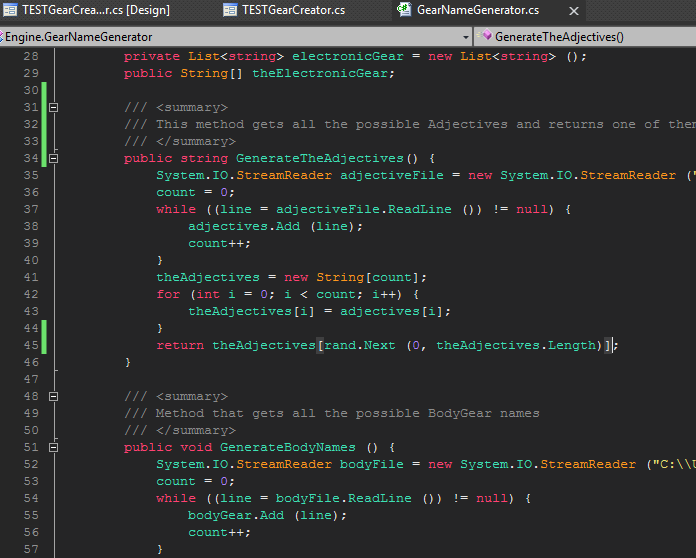 TESTGearCrea...r.cs [Design] TESTGearCreator.cs GearNameGenerator.cs
Engine.GearNameGenerator GenerateTheAdjectives()
28 private List<string> electronicGear = new List<string> ();
29 public String[] theElectronicGear;
30
31 /// <summary>
32 /// This method gets all the possible Adjectives and returns one of
33 /// </summary>
34 public string GenerateTheAdjectives() {
35 System.IO.StreamReader adjectiveFile = new System.IO.StreamReader ("
36 count = 0;
37 while ((line = adjectiveFile.ReadLine ()) != null) {
38 adjectives.Add (line);
39 count++;
40 }
41 theAdjectives = new String[count];
42 for (int i = 0; i < count; i++) {
43 theAdjectives[i] = adjectives[i];
44 }
45 return theAdjectives[rand.Next (0, theAdjectives.Length)];
46 }
47
48 /// <summary>
49 /// Method that gets all the possible BodyGear names
50 /// </summary>
51 public void GenerateBodyNames () {
52 System.IO.StreamReader bodyFile = new System.IO.StreamReader ("C:\\U
53 count = 0;
54 while ((line = bodyFile.ReadLine ()) != null) {
55 bodyGear.Add (line);
56 count++;
57 }